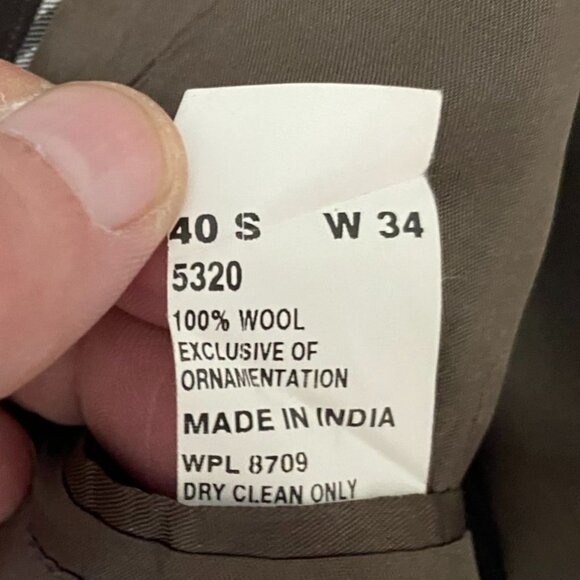 40 S W 34
5320
100% WOOL
EXCLUSIVE OF
ORNAMENTATION
MADE IN INDIA
WPL 8709
DRY CLEAN ONLY